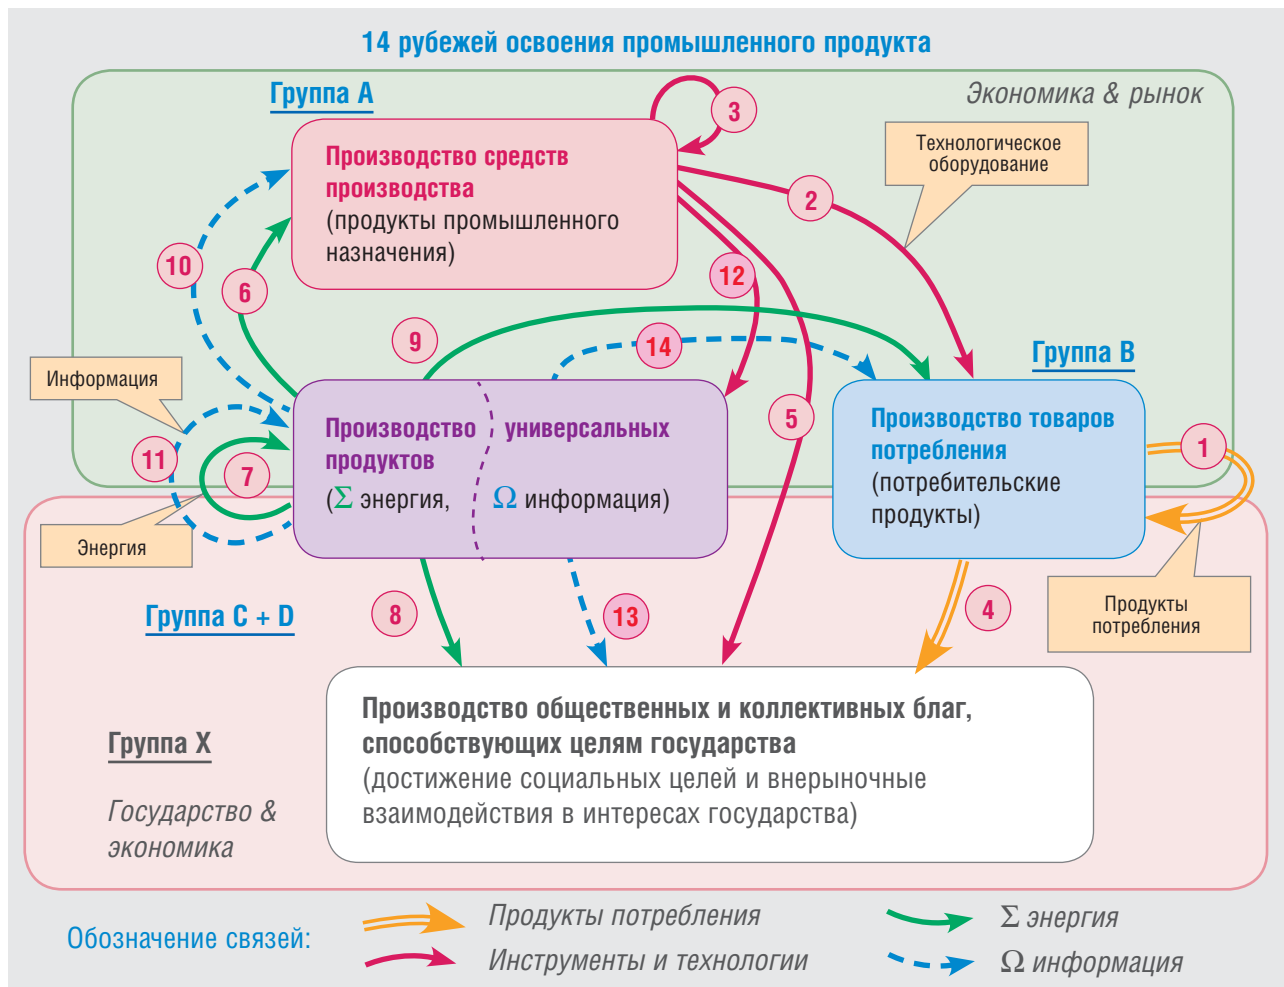 14 рубежей освоения промышленного продукта
Группа A
Экономика & рынок
3
Технологическое
оборудование
Производство средств
производства
(продукты промышленного
назначения)
2
10
6
12
9
14
Группа B
Информация
Производство универсальных
продуктов
(Σ энергия, Ω информация)
5
Производство товаров
потребления
(потребительские
продукты)
1
11
7
Энергия
Группа C + D
8
13
4
Продукты
потребления
Производство общественных и коллективных благ,
способствующих целям государства
(достижение социальных целей и внерыночные
взаимодействия в интересах государства)
Группа X
Государство &
экономика
Обозначение связей:
Продукты потребления
Σ энергия
Инструменты и технологии
Ω информация